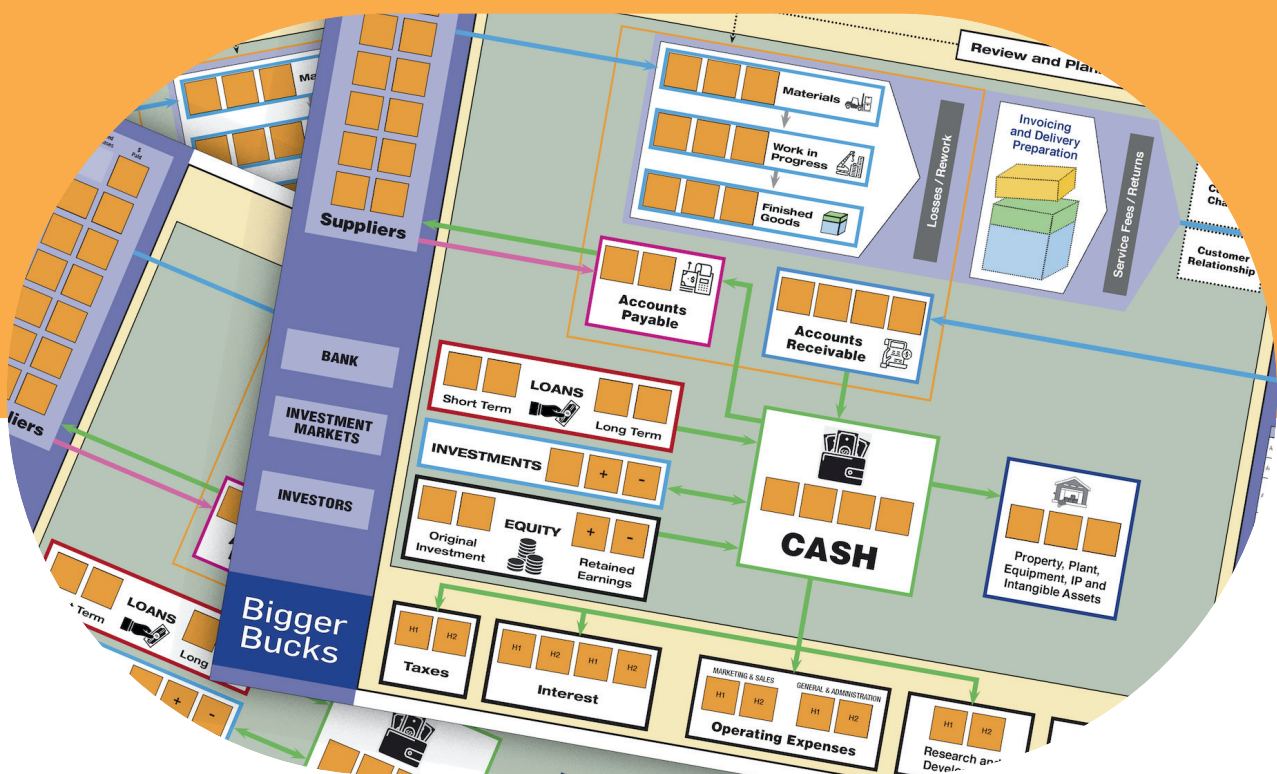 Review and Plan
Materials
Work in
Progress
Finished
Goods
Losses / Rework
Invoicing
and Delivery
Preparation
Service Fees / Returns
Customer
Relationship
Suppliers
Accounts
Payable
Accounts
Receivable
BANK
INVESTMENT
MARKETS
INVESTORS
LOANS
Short Term
Long Term
INVESTMENTS
+
-
EQUITY
Original
Investment
+
-
Retained
Earnings
CASH
Property, Plant,
Equipment, IP and
Intangible Assets
Bigger
Bucks
H1
H2
Taxes
H1
H2
H1
H2
Interest
MARKETING & SALES
GENERAL & ADMINISTRATION
H1
H2
H1
H2
Operating Expenses
H1
H2
Research and
Ma
$
Paid
liers
Term
LOANS
Long
+
-